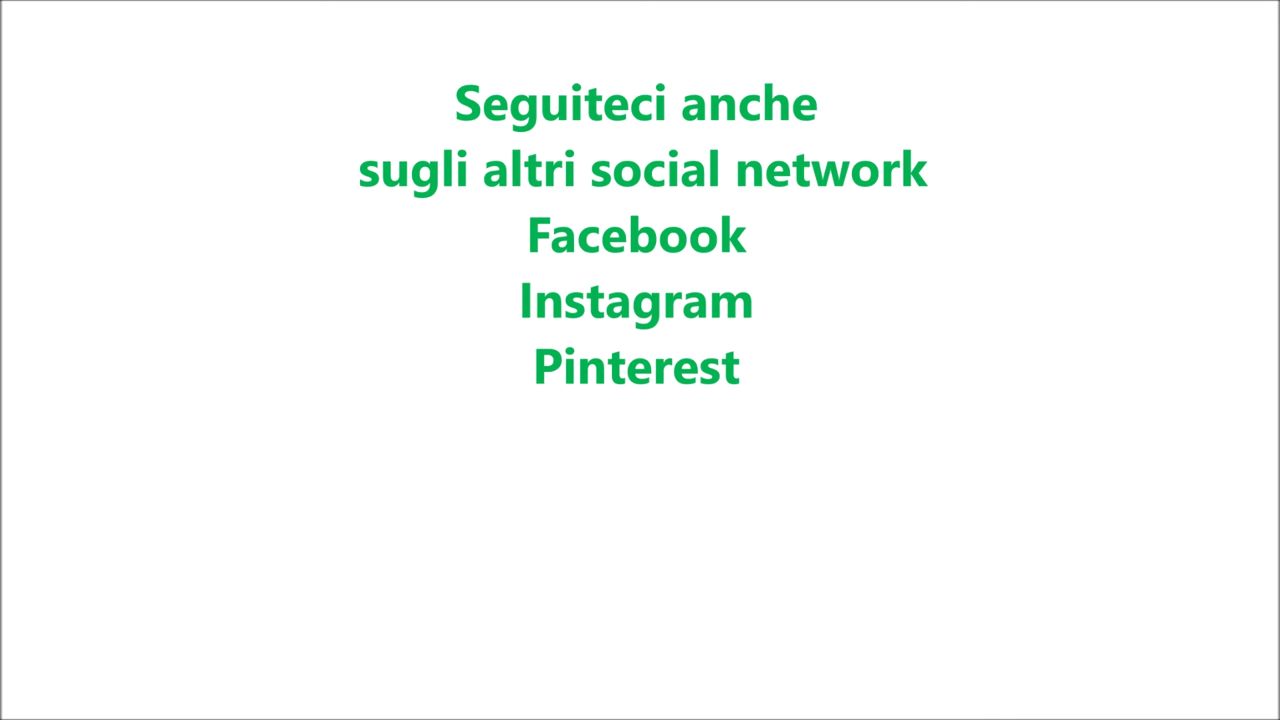 Seguiteci anche
sugli altri social network
Facebook
Instagram
Pinterest